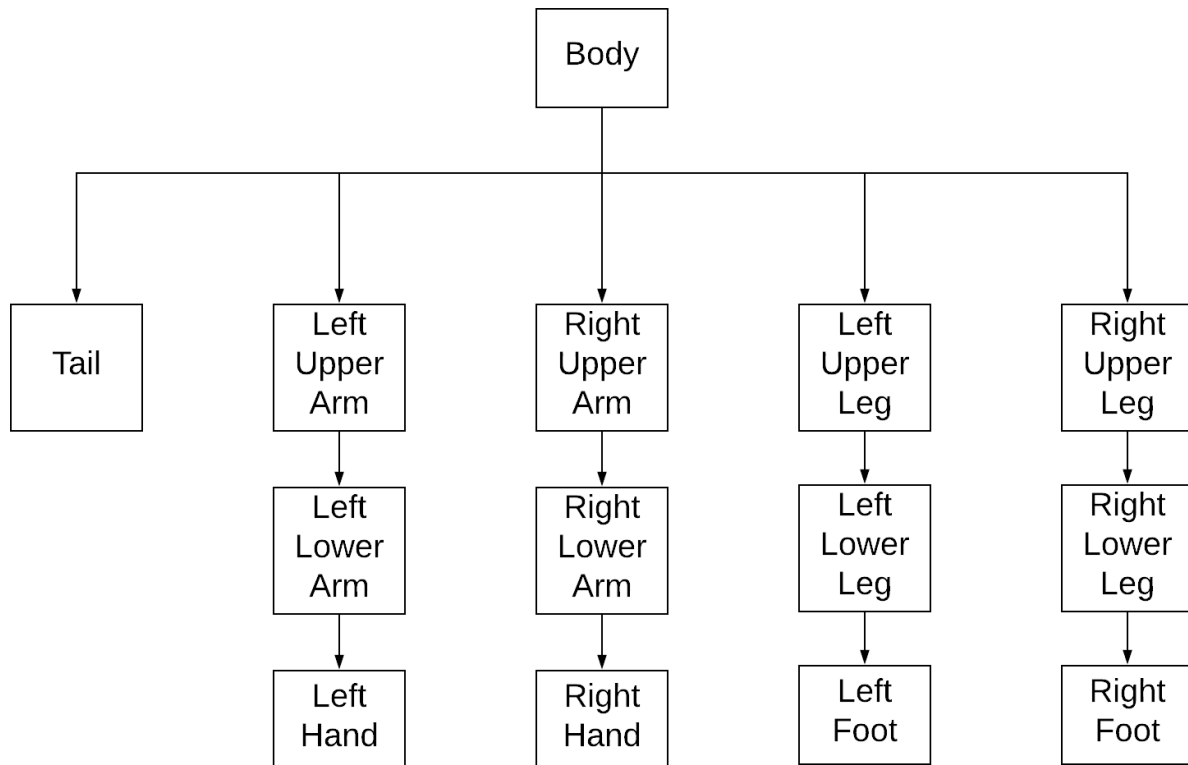 Body
Tail
Left
Upper
Arm
Right
Upper
Arm
Left
Upper
Leg
Right
Upper
Leg
Left
Lower
Arm
Right
Lower
Arm
Left
Lower
Leg
Right
Lower
Leg
Left
Hand
Right
Hand
Left
Foot
Right
Foot